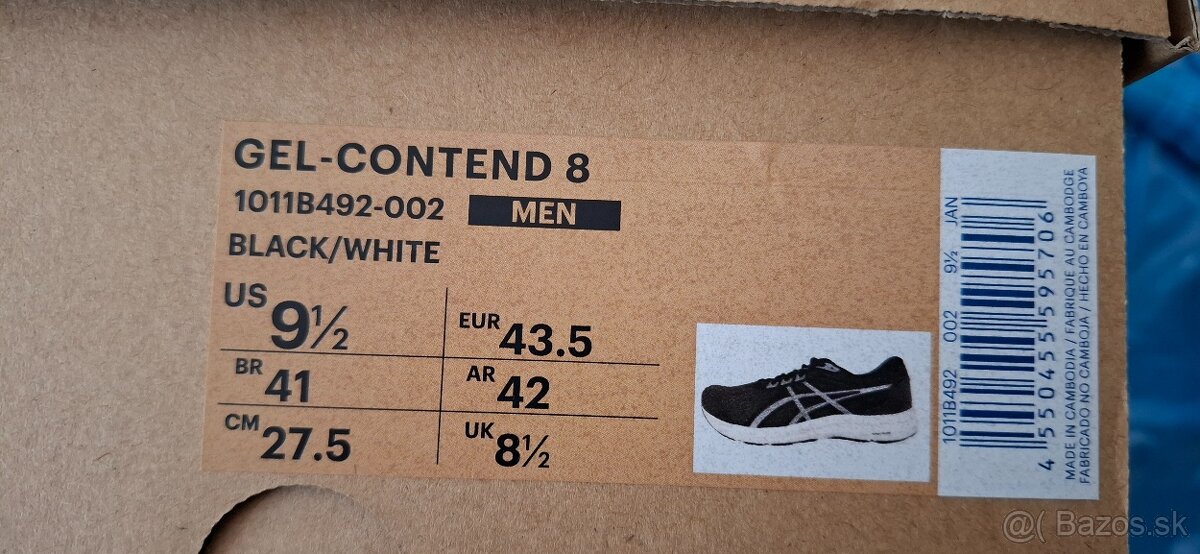 GEL-CONTEND 8
1011B492-002 MEN
BLACK/WHITE
US 9½
EUR 43.5
BR 41
AR 42
CM 27.5
UK 8½
1011B492 002 9½ JAN
4 550455 595706
MADE IN CAMBODIA / FABRIQUE AU CAMBODGE
FABRICADO NO CAMBOJA / HECHO EN CAMBOYA
@( Bazos.sk